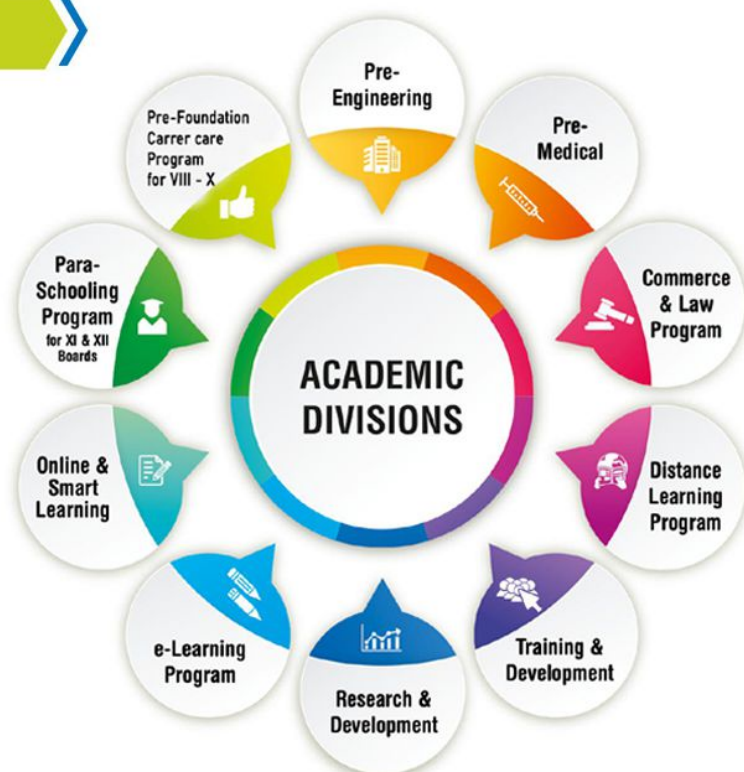 Pre-
Engineering
Pre-
Medical
Commerce
& Law
Program
Distance
Learning
Program
Training &
Development
Research &
Development
e-Learning
Program
Online &
Smart
Learning
Para-
Schooling
Program
for XI & XII
Boards
Pre-Foundation
Carrer care
Program
for VIII - X
ACADEMIC
DIVISIONS